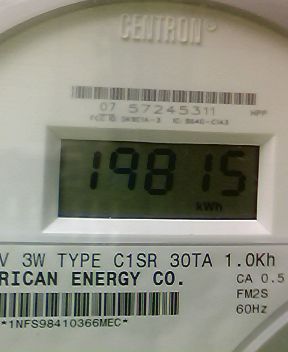 CENTRON®
07 57245311 HPP
19815
kWh
V 3W TYPE C1SR 30TA 1.0Kh
RICAN ENERGY CO. CA 0.5
FM2S
*1NFS98410366MEC* 60Hz